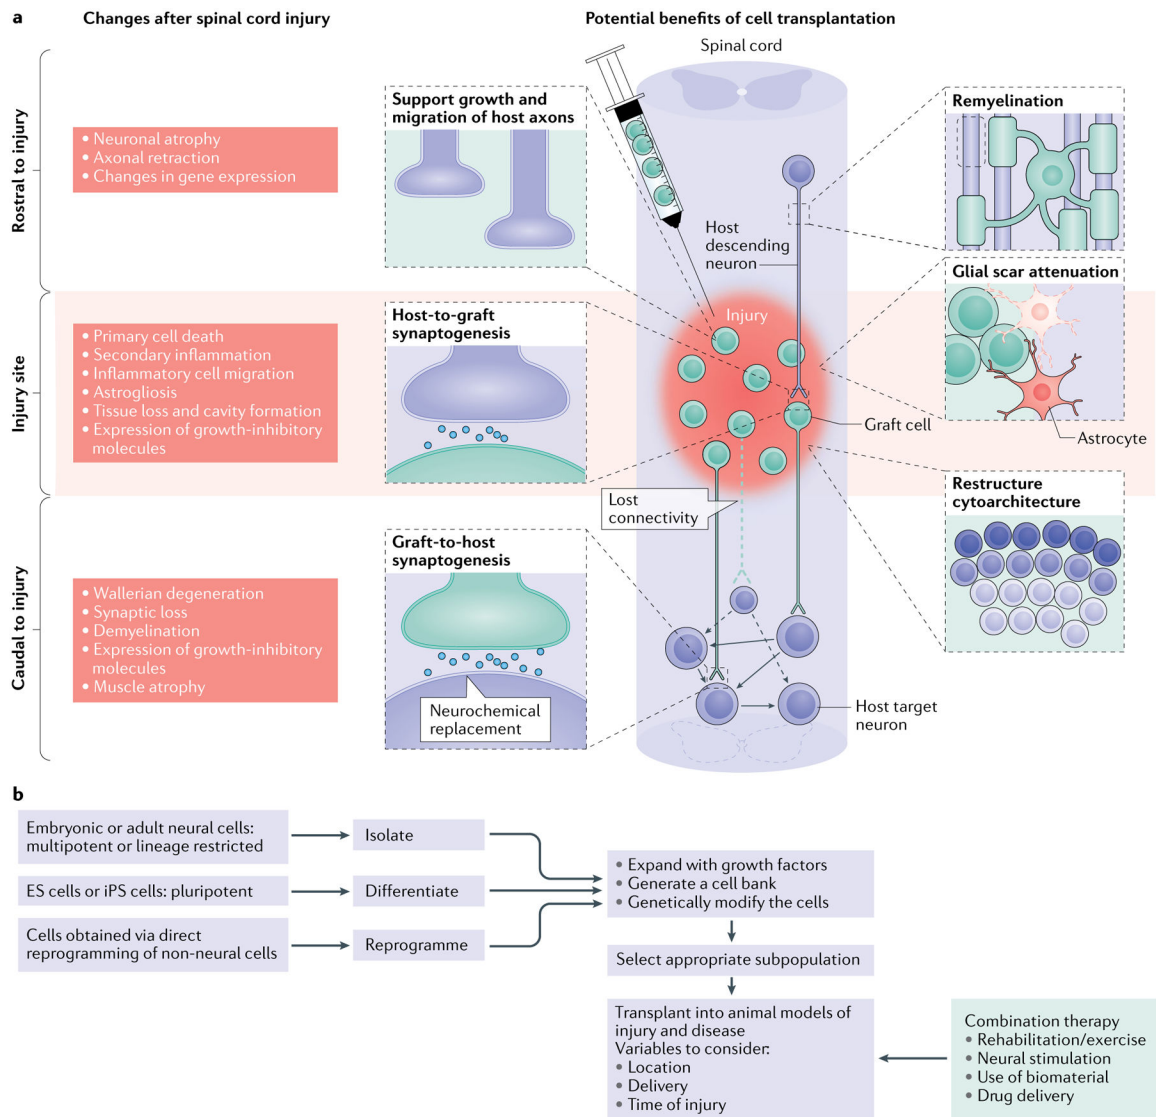 a
Changes after spinal cord injury
Potential benefits of cell transplantation
Rostral to injury
• Neuronal atrophy
• Axonal retraction
• Changes in gene expression
Injury site
• Primary cell death
• Secondary inflammation
• Inflammatory cell migration
• Astrogliosis
• Tissue loss and cavity formation
• Expression of growth-inhibitory
molecules
Caudal to injury
• Wallerian degeneration
• Synaptic loss
• Demyelination
• Expression of growth-inhibitory
molecules
• Muscle atrophy
Support growth and
migration of host axons
Host-to-graft
synaptogenesis
Graft-to-host
synaptogenesis
Neurochemical
replacement
Spinal cord
Host
descending
neuron
Injury
Graft cell
Lost
connectivity
Host target
neuron
Remyelination
Glial scar attenuation
Astrocyte
Restructure
cytoarchitecture
b
Embryonic or adult neural cells:
multipotent or lineage restricted
Isolate
ES cells or iPS cells: pluripotent
Differentiate
Cells obtained via direct
reprogramming of non-neural cells
Reprogramme
• Expand with growth factors
• Generate a cell bank
• Genetically modify the cells
Select appropriate subpopulation
Transplant into animal models of
injury and disease
Variables to consider:
• Location
• Delivery
• Time of injury
Combination therapy
• Rehabilitation/exercise
• Neural stimulation
• Use of biomaterial
• Drug delivery